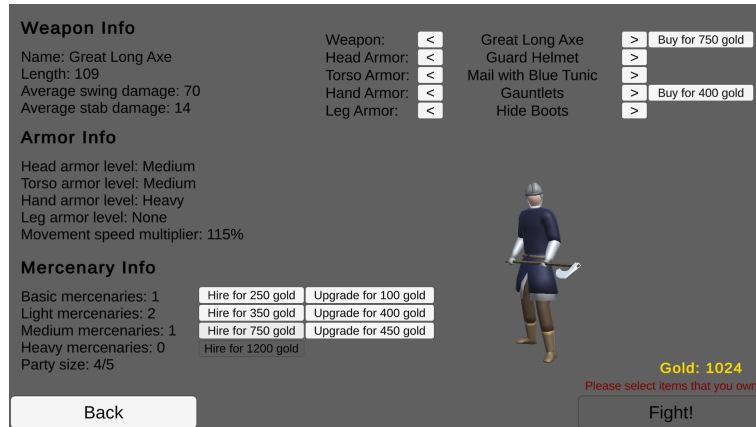 Weapon Info
Name: Great Long Axe
Length: 109
Average swing damage: 70
Average stab damage: 14
Weapon: < Great Long Axe > Buy for 750 gold
Head Armor: < Guard Helmet >
Torso Armor: < Mail with Blue Tunic >
Hand Armor: < Gauntlets > Buy for 400 gold
Leg Armor: < Hide Boots >
Armor Info
Head armor level: Medium
Torso armor level: Medium
Hand armor level: Heavy
Leg armor level: None
Movement speed multiplier: 115%
Mercenary Info
Basic mercenaries: 1 Hire for 250 gold Upgrade for 100 gold
Light mercenaries: 2 Hire for 350 gold Upgrade for 400 gold
Medium mercenaries: 1 Hire for 750 gold Upgrade for 450 gold
Heavy mercenaries: 0 Hire for 1200 gold
Party size: 4/5
Gold: 1024
Please select items that you own
Back
Fight!